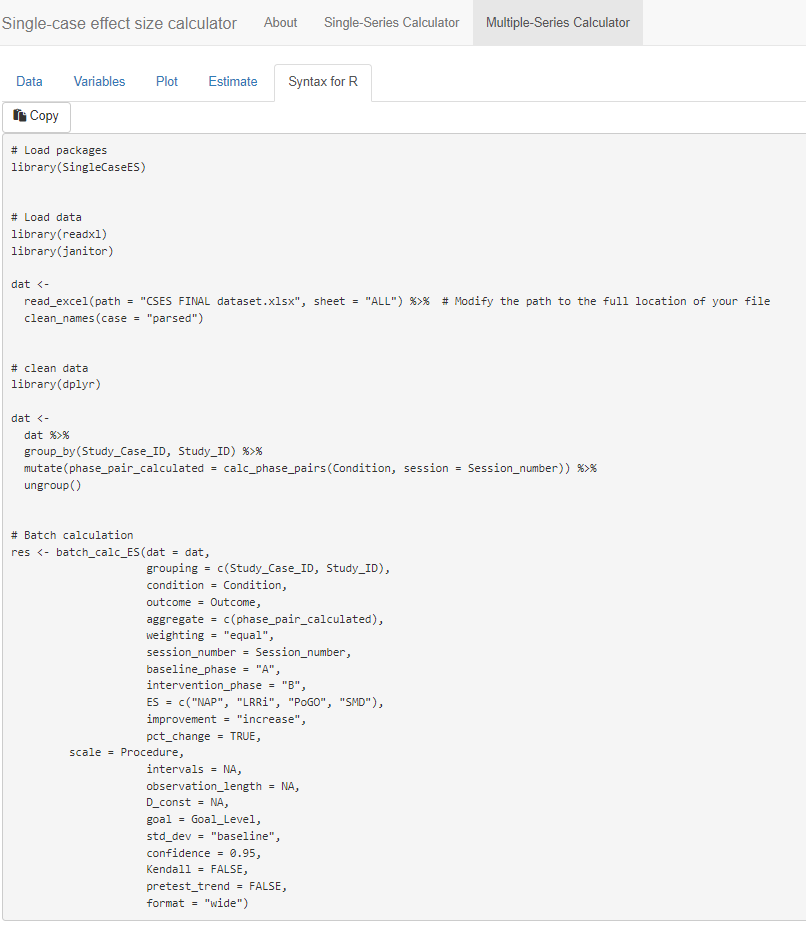 Single-case effect size calculator About Single-Series Calculator Multiple-Series Calculator
Data Variables Plot Estimate Syntax for R
Copy
# Load packages
library(SingleCaseES)
# Load data
library(readxl)
library(janitor)
dat <-
  read_excel(path = "CSES FINAL dataset.xlsx", sheet = "ALL") %>%  # Modify the path to the full location of your file
  clean_names(case = "parsed")
# clean data
library(dplyr)
dat <-
  dat %>%
  group_by(Study_Case_ID, Study_ID) %>%
  mutate(phase_pair_calculated = calc_phase_pairs(Condition, session = Session_number)) %>%
  ungroup()
# Batch calculation
res <- batch_calc_ES(dat = dat,
                     grouping = c(Study_Case_ID, Study_ID),
                     condition = Condition,
                     outcome = Outcome,
                     aggregate = c(phase_pair_calculated),
                     weighting = "equal",
                     session_number = Session_number,
                     baseline_phase = "A",
                     intervention_phase = "B",
                     ES = c("NAP", "LRRi", "PoGO", "SMD"),
                     improvement = "increase",
                     pct_change = TRUE,
         scale = Procedure,
                     intervals = NA,
                     observation_length = NA,
                     D_const = NA,
                     goal = Goal_Level,
                     std_dev = "baseline",
                     confidence = 0.95,
                     Kendall = FALSE,
                     pretest_trend = FALSE,
                     format = "wide")